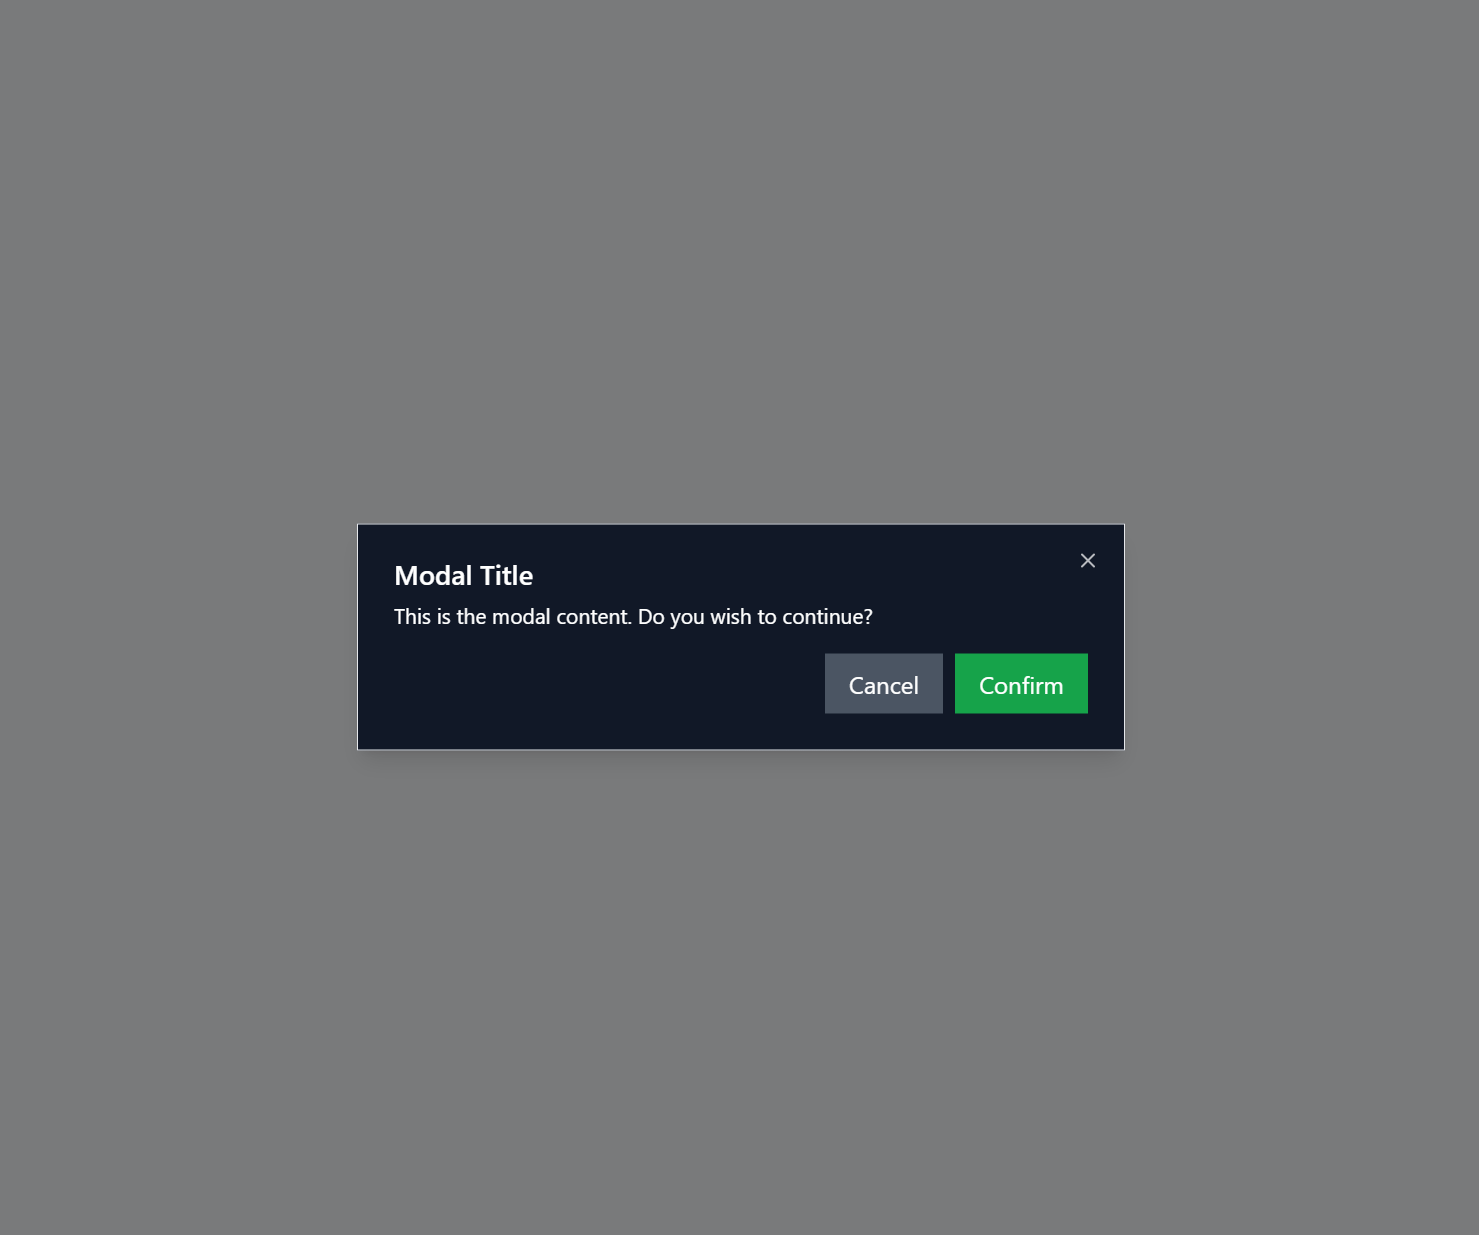 Modal Title
This is the modal content. Do you wish to continue?
Cancel Confirm